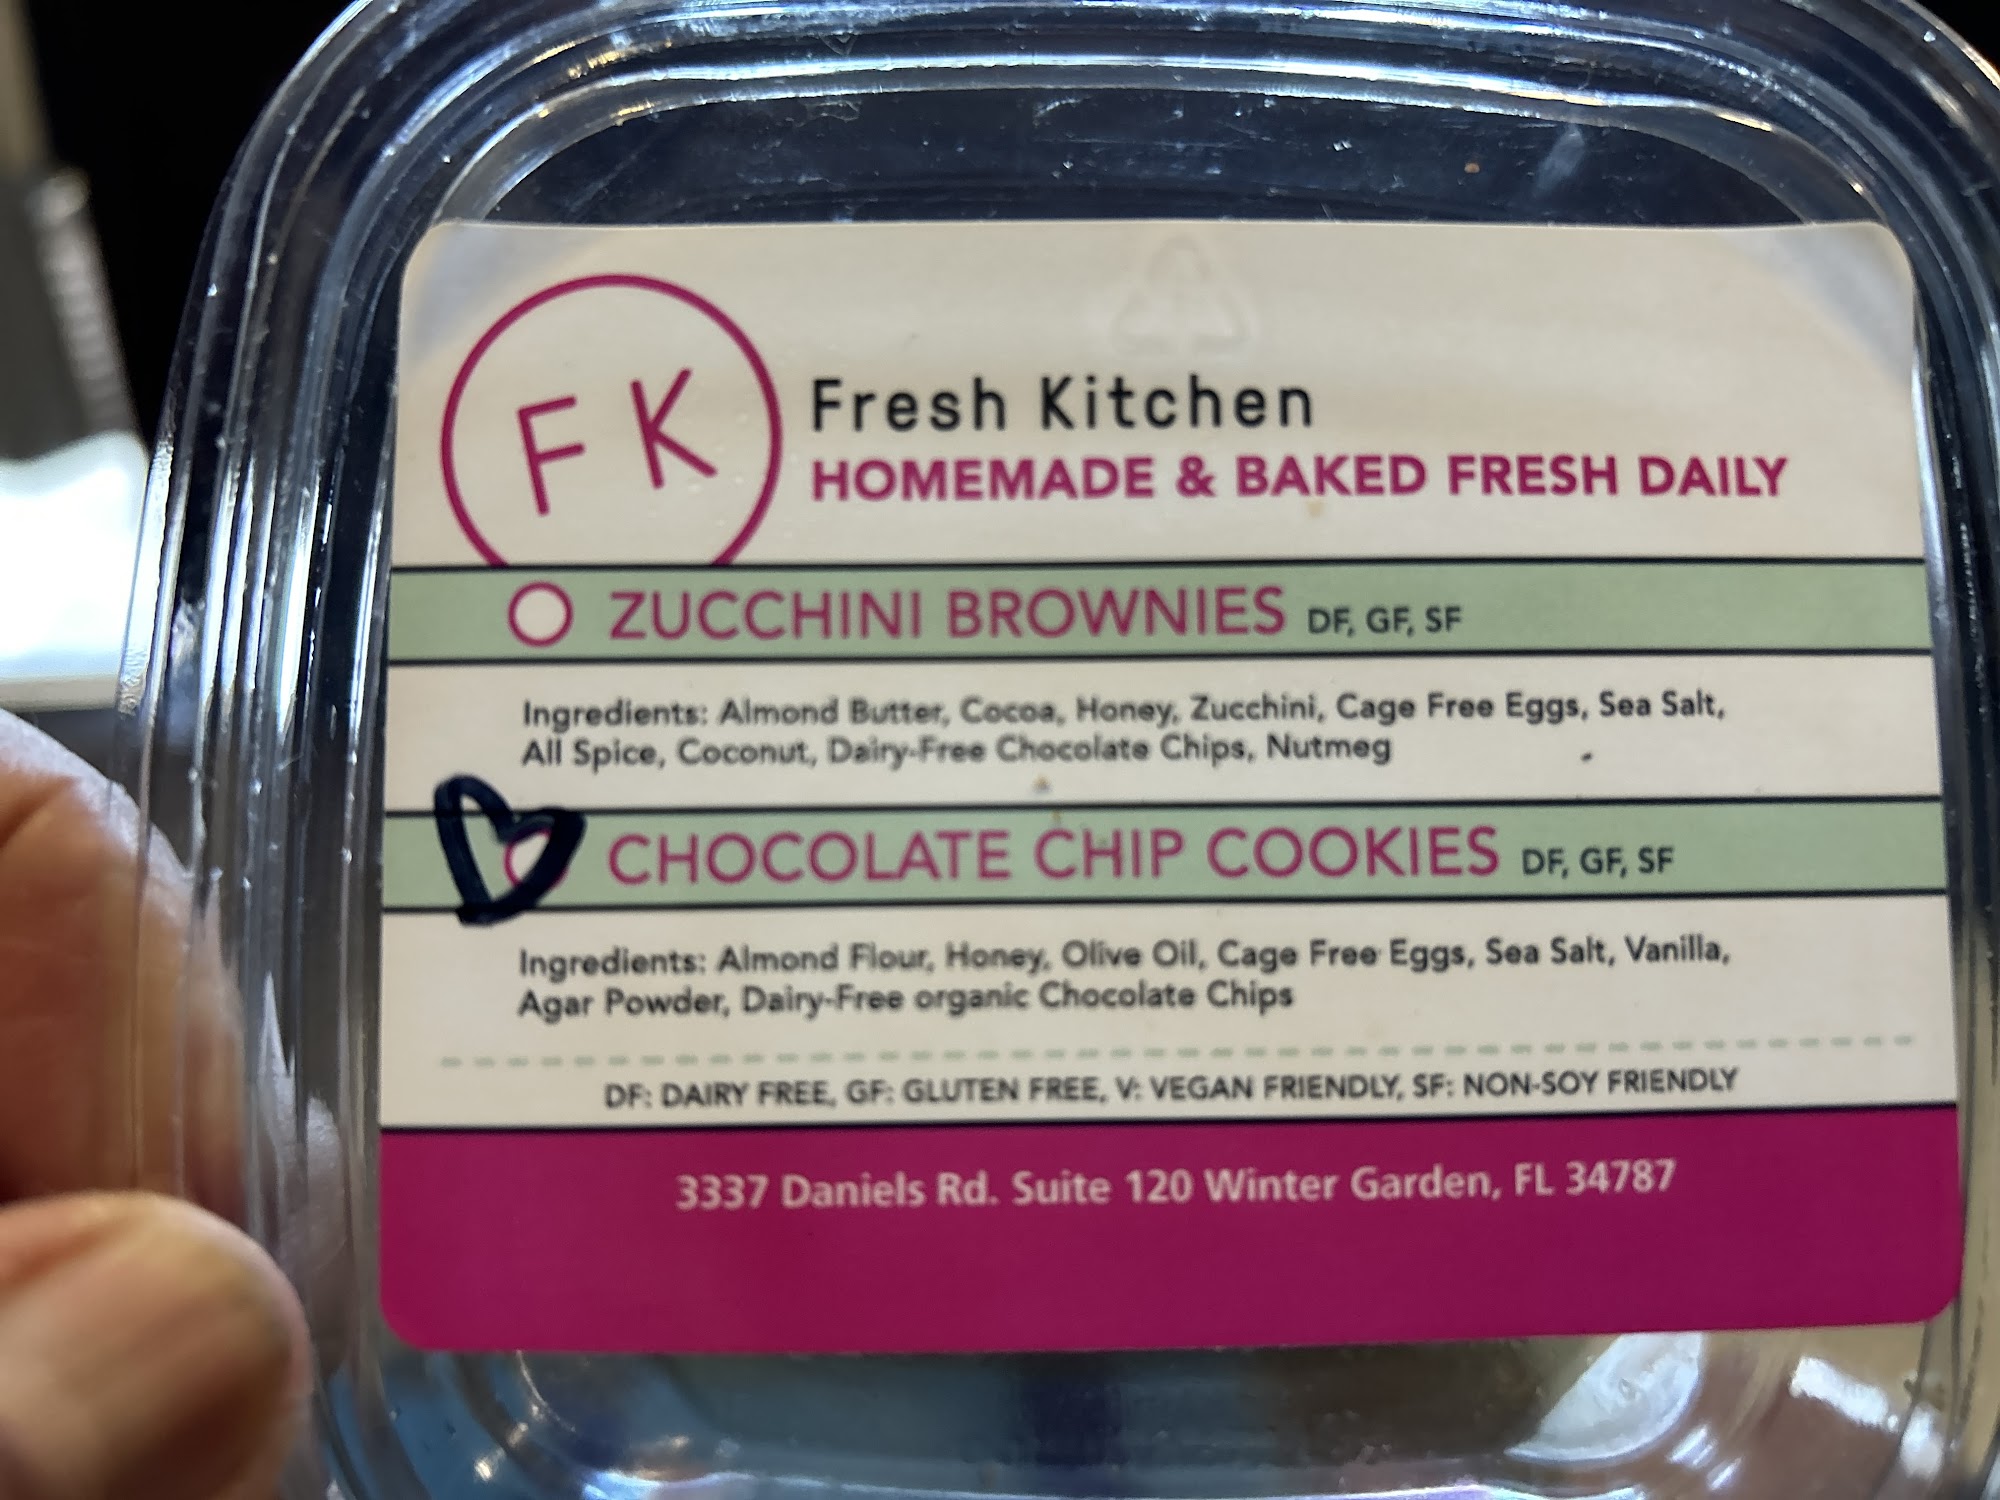 FK
Fresh Kitchen
HOMEMADE & BAKED FRESH DAILY
ZUCCHINI BROWNIES DF, GF, SF
Ingredients: Almond Butter, Cocoa, Honey, Zucchini, Cage Free Eggs, Sea Salt,
All Spice, Coconut, Dairy-Free Chocolate Chips, Nutmeg
CHOCOLATE CHIP COOKIES DF, GF, SF
Ingredients: Almond Flour, Honey, Olive Oil, Cage Free Eggs, Sea Salt, Vanilla,
Agar Powder, Dairy-Free organic Chocolate Chips
DF: DAIRY FREE, GF: GLUTEN FREE, V: VEGAN FRIENDLY, SF: NON-SOY FRIENDLY
3337 Daniels Rd. Suite 120 Winter Garden, FL 34787